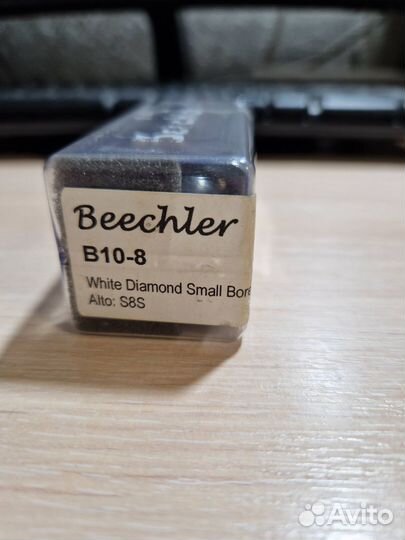 Beechler
B10-8
White Diamond Small Bore
Alto: S8S
Avito